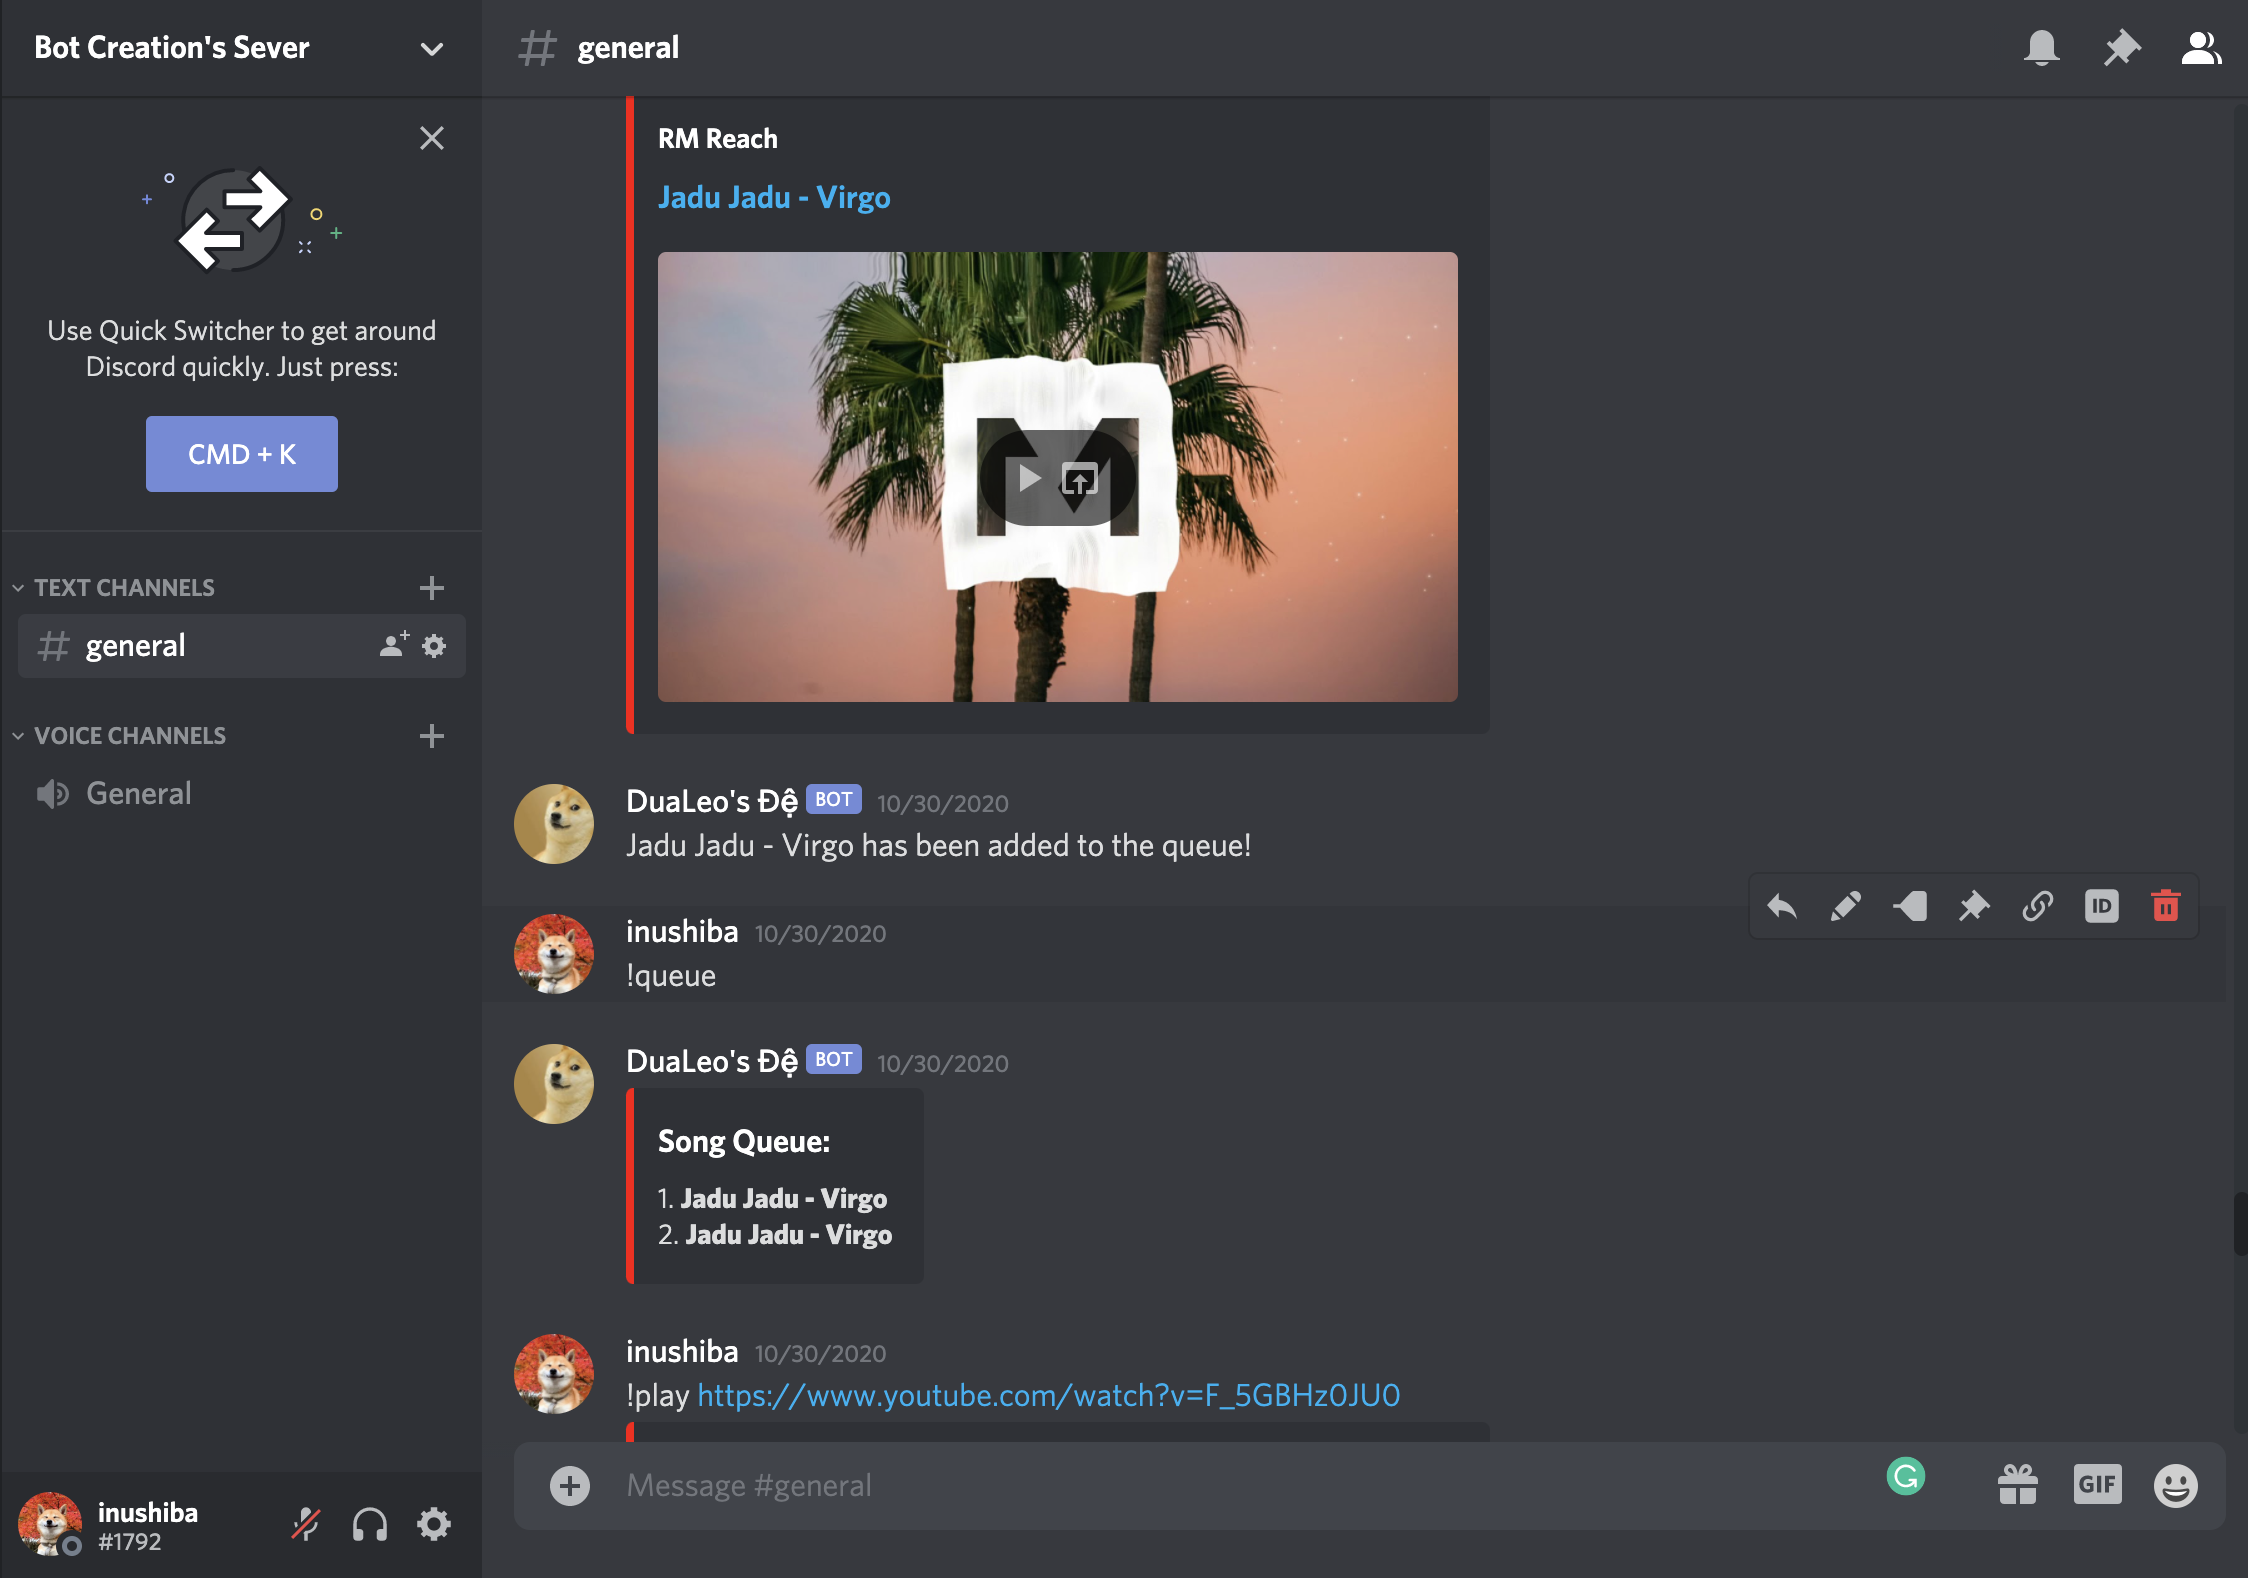 Bot Creation's Sever
Use Quick Switcher to get around
Discord quickly. Just press:
CMD + K
TEXT CHANNELS
general
VOICE CHANNELS
General
inushiba
#1792
general
RM Reach
Jadu Jadu - Virgo
M
DuaLeo's Đệ BOT 10/30/2020
Jadu Jadu - Virgo has been added to the queue!
inushiba 10/30/2020
!queue
ID
DuaLeo's Đệ BOT 10/30/2020
Song Queue:
1. Jadu Jadu - Virgo
2. Jadu Jadu - Virgo
inushiba 10/30/2020
!play https://www.youtube.com/watch?v=F_5GBHz0JU0
Message #general
GIF